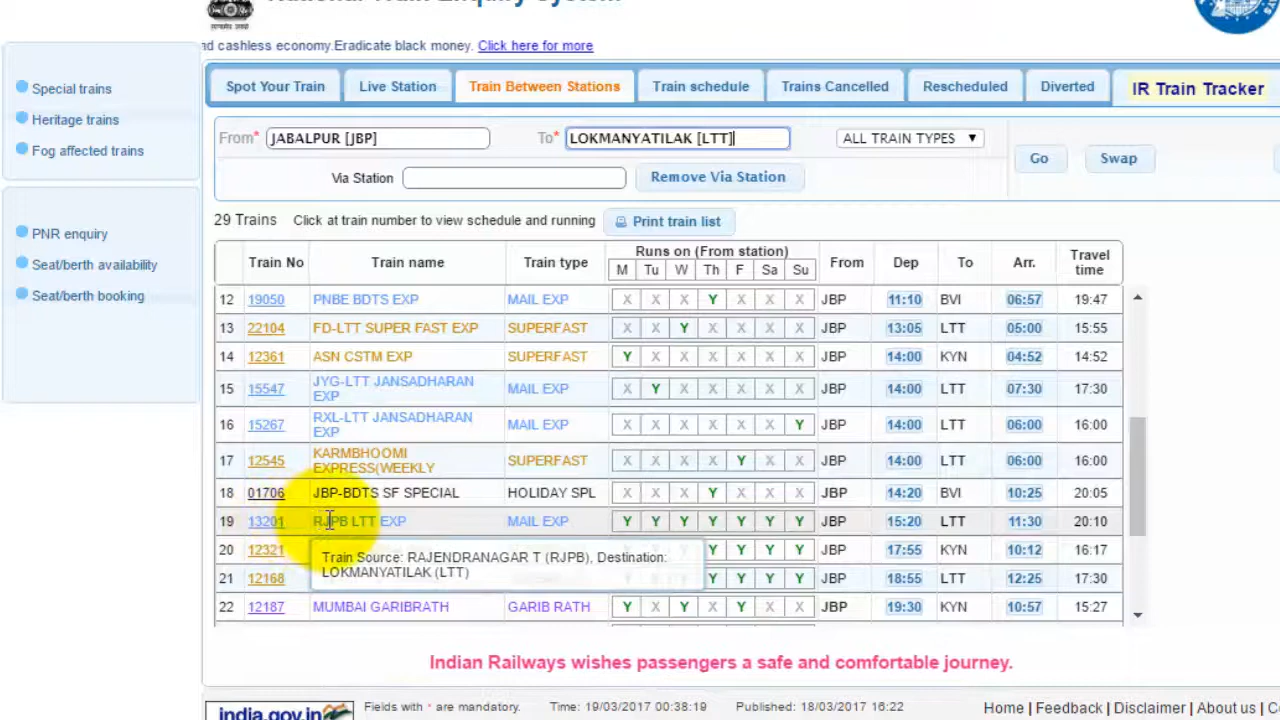 National Train Enquiry System
nd cashless economy.Eradicate black money. Click here for more
Special trains
Heritage trains
Fog affected trains
PNR enquiry
Seat/berth availability
Seat/berth booking
Spot Your Train Live Station Train Between Stations Train schedule Trains Cancelled Rescheduled Diverted IR Train Tracker
From* JABALPUR [JBP] To* LOKMANYATILAK [LTT] ALL TRAIN TYPES ▼ Go Swap
Via Station Remove Via Station
29 Trains Click at train number to view schedule and running Print train list
Train No Train name Train type Runs on (From station) From Dep To Arr. Travel time
M Tu W Th F Sa Su
12 19050 PNBE BDTS EXP MAIL EXP X X X Y X X X JBP 11:10 BVI 06:57 19:47
13 22104 FD-LTT SUPER FAST EXP SUPERFAST X X Y X X X X JBP 13:05 LTT 05:00 15:55
14 12361 ASN CSTM EXP SUPERFAST Y X X X X X X JBP 14:00 KYN 04:52 14:52
15 15547 JYG-LTT JANSADHARAN EXP MAIL EXP X Y X X X X X JBP 14:00 LTT 07:30 17:30
16 15267 RXL-LTT JANSADHARAN EXP MAIL EXP X X X X X X Y JBP 14:00 LTT 06:00 16:00
17 12545 KARMBHOOMI EXPRESS(WEEKLY SUPERFAST X X X X Y X X JBP 14:00 LTT 06:00 16:00
18 01706 JBP-BDTS SF SPECIAL HOLIDAY SPL X X X Y X X X JBP 14:20 BVI 10:25 20:05
19 13201 RJPB LTT EXP MAIL EXP Y Y Y Y Y Y Y JBP 15:20 LTT 11:30 20:10
20 12321 Y Y Y Y JBP 17:55 KYN 10:12 16:17
Train Source: RAJENDRANAGAR T (RJPB), Destination:
LOKMANYATILAK (LTT)
21 12168 Y Y Y Y JBP 18:55 LTT 12:25 17:30
22 12187 MUMBAI GARIBRATH GARIB RATH Y X Y X Y X X JBP 19:30 KYN 10:57 15:27
Indian Railways wishes passengers a safe and comfortable journey.
india.gov.in Fields with * are mandatory. Time: 19/03/2017 00:38:19 Published: 18/03/2017 16:22 Home | Feedback | Disclaimer | About us |